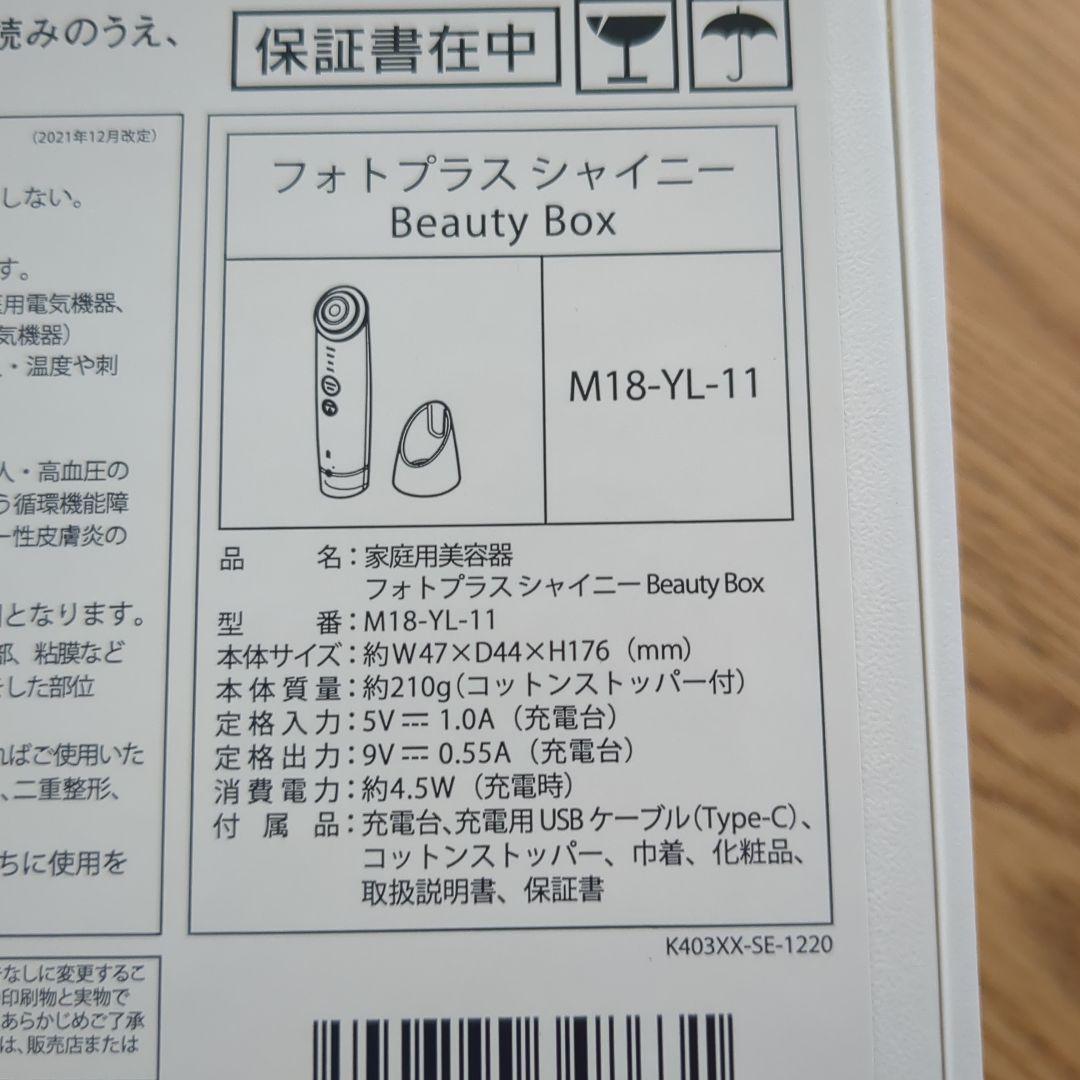 読みのうえ、
保証書在中
(2021年12月改定)
しない。
す。
用電気機器、
気機器)
・温度や刺
人・高血圧の
う循環機能障
性皮膚炎の
となります。
部、粘膜など
した部位
ればご使用いた
、二重整形、
ちに使用を
なしに変更するこ
印刷物と実物で
あらかじめご了承
は、販売店または
フォトプラス シャイニー
Beauty Box
M18-YL-11
品名:家庭用美容器
フォトプラス シャイニー Beauty Box
型番:M18-YL-11
本体サイズ:約W47×D44×H176(mm)
本体質量:約210g(コットンストッパー付)
定格入力:5V⎓1.0A(充電台)
定格出力:9V⎓0.55A(充電台)
消費電力:約4.5W(充電時)
付属品:充電台、充電用USBケーブル(Type-C)、
コットンストッパー、巾着、化粧品、
取扱説明書、保証書
K403XX-SE-1220